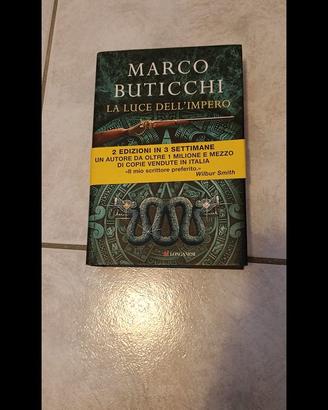 MARCO
BUTICCHI
LA LUCE DELL'IMPERO
2 EDIZIONI IN 3 SETTIMANE
UN AUTORE DA OLTRE 1 MILIONE E MEZZO
DI COPIE VENDUTE IN ITALIA
«Il mio scrittore preferito.»
Wilbur Smith
LONGANESI